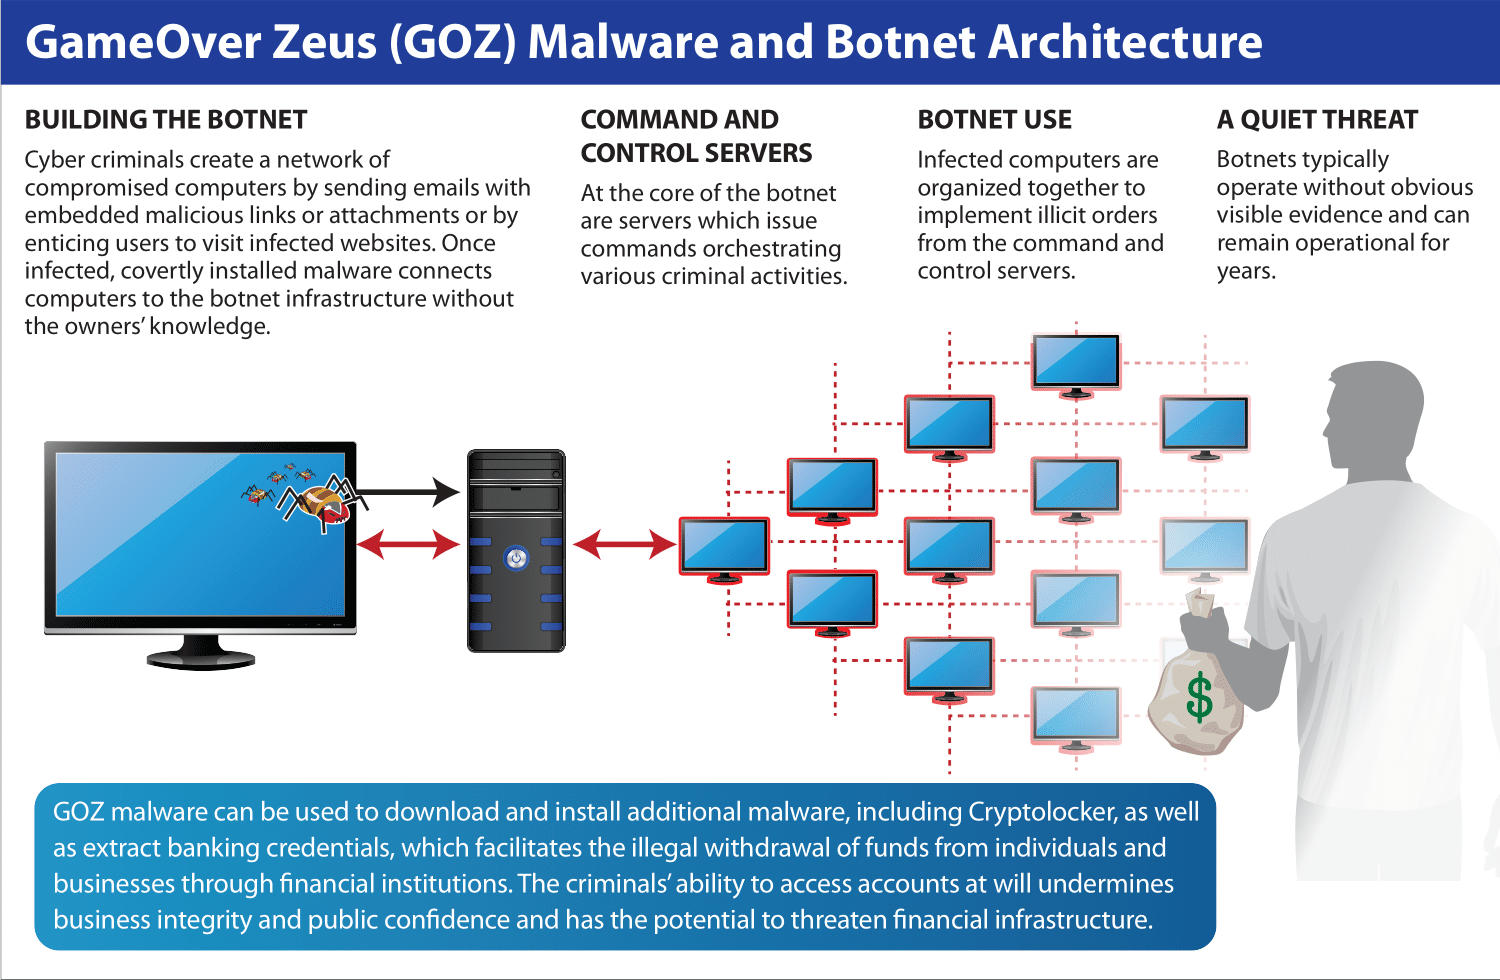 GameOver Zeus (GOZ) Malware and Botnet Architecture
BUILDING THE BOTNET
Cyber criminals create a network of
compromised computers by sending emails with
embedded malicious links or attachments or by
enticing users to visit infected websites. Once
infected, covertly installed malware connects
computers to the botnet infrastructure without
the owners’ knowledge.
COMMAND AND
CONTROL SERVERS
At the core of the botnet
are servers which issue
commands orchestrating
various criminal activities.
BOTNET USE
Infected computers are
organized together to
implement illicit orders
from the command and
control servers.
A QUIET THREAT
Botnets typically
operate without obvious
visible evidence and can
remain operational for
years.
$
GOZ malware can be used to download and install additional malware, including Cryptolocker, as well
as extract banking credentials, which facilitates the illegal withdrawal of funds from individuals and
businesses through financial institutions. The criminals’ ability to access accounts at will undermines
business integrity and public confidence and has the potential to threaten financial infrastructure.